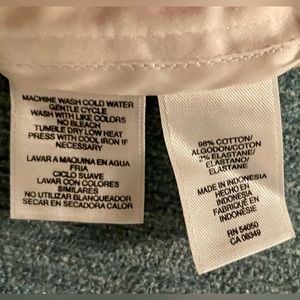 MACHINE WASH COLD WATER
GENTLE CYCLE
WASH WITH LIKE COLORS
NO BLEACH
TUMBLE DRY LOW HEAT
PRESS WITH COOL IRON IF
NECESSARY
LAVAR A MAQUINA EN AGUA
FRIA
CICLO SUAVE
LAVAR CON COLORES
SIMILARES
NO UTILIZAR BLANQUEADOR
SECAR EN SECADORA CALOR
98% COTTON/
ALGODON/COTON
2% ELASTANE/
ELASTANO/
ELASTANE
MADE IN INDONESIA
HECHO EN
INDONESIA
FABRIQUE EN
INDONESIE
RN 54050
CA 08349